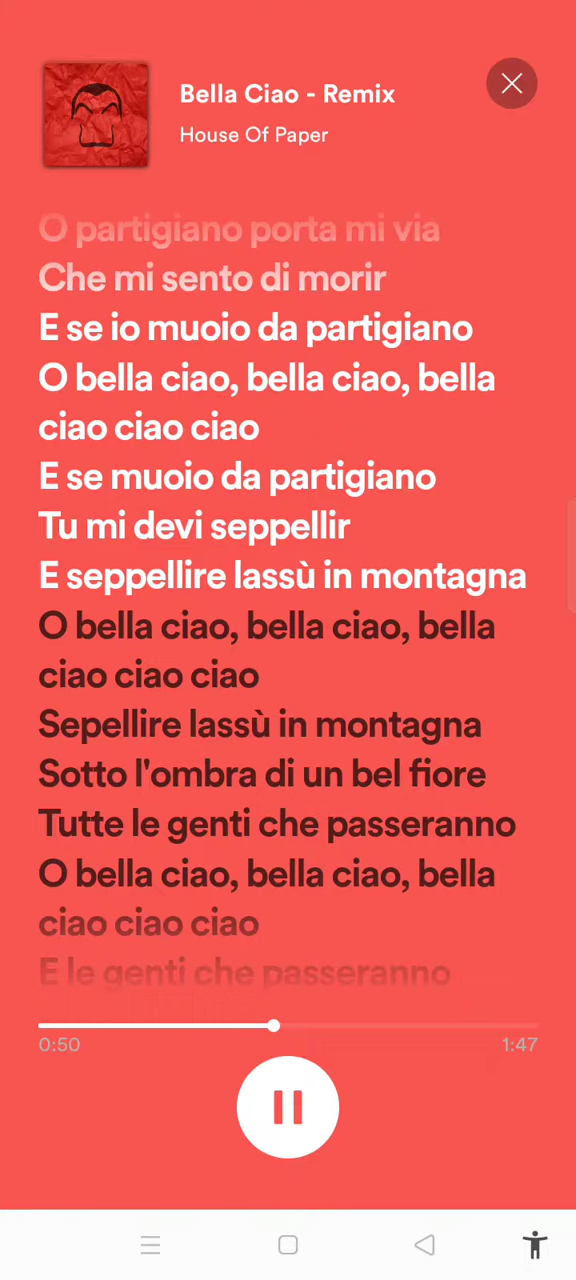 Bella Ciao - Remix
House Of Paper
O partigiano porta mi via
Che mi sento di morir
E se io muoio da partigiano
O bella ciao, bella ciao, bella
ciao ciao ciao
E se muoio da partigiano
Tu mi devi seppellir
E seppellire lassù in montagna
O bella ciao, bella ciao, bella
ciao ciao ciao
Sepellire lassù in montagna
Sotto l'ombra di un bel fiore
Tutte le genti che passeranno
O bella ciao, bella ciao, bella
ciao ciao ciao
E le genti che passeranno
0:50
1:47